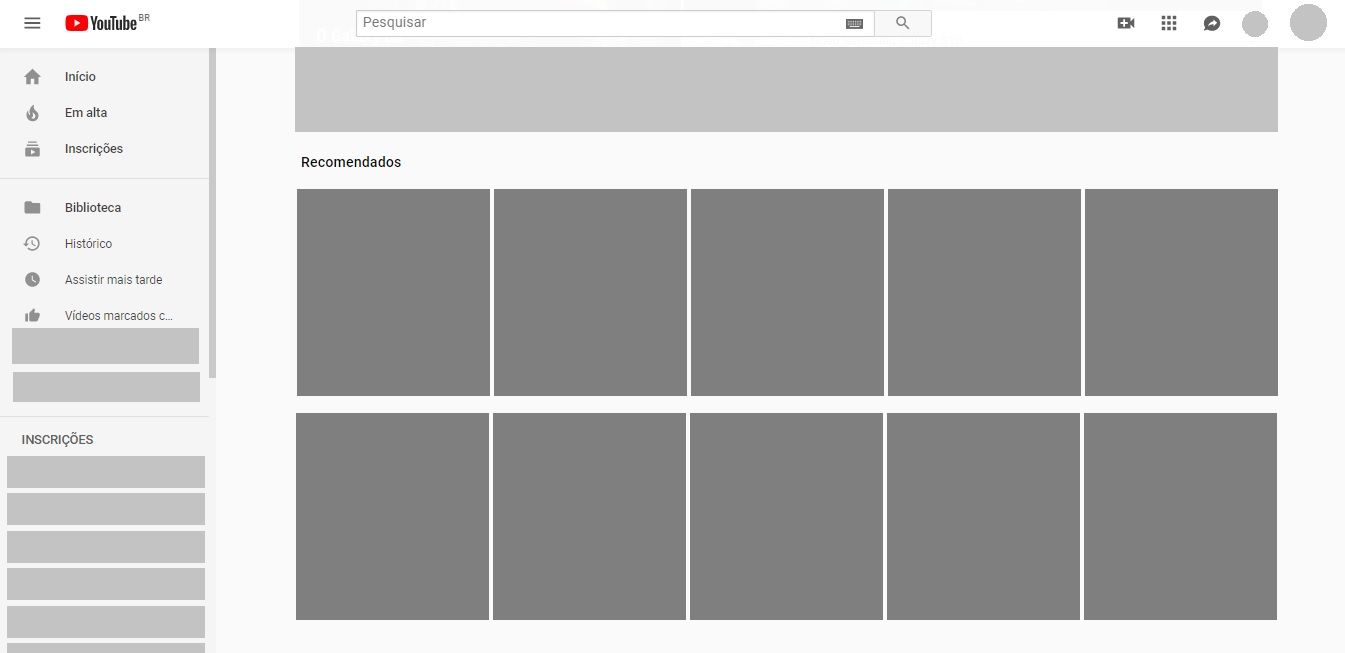 YouTube BR
Pesquisar
Início
Em alta
Inscrições
Biblioteca
Histórico
Assistir mais tarde
Vídeos marcados c...
INSCRIÇÕES
Recomendados